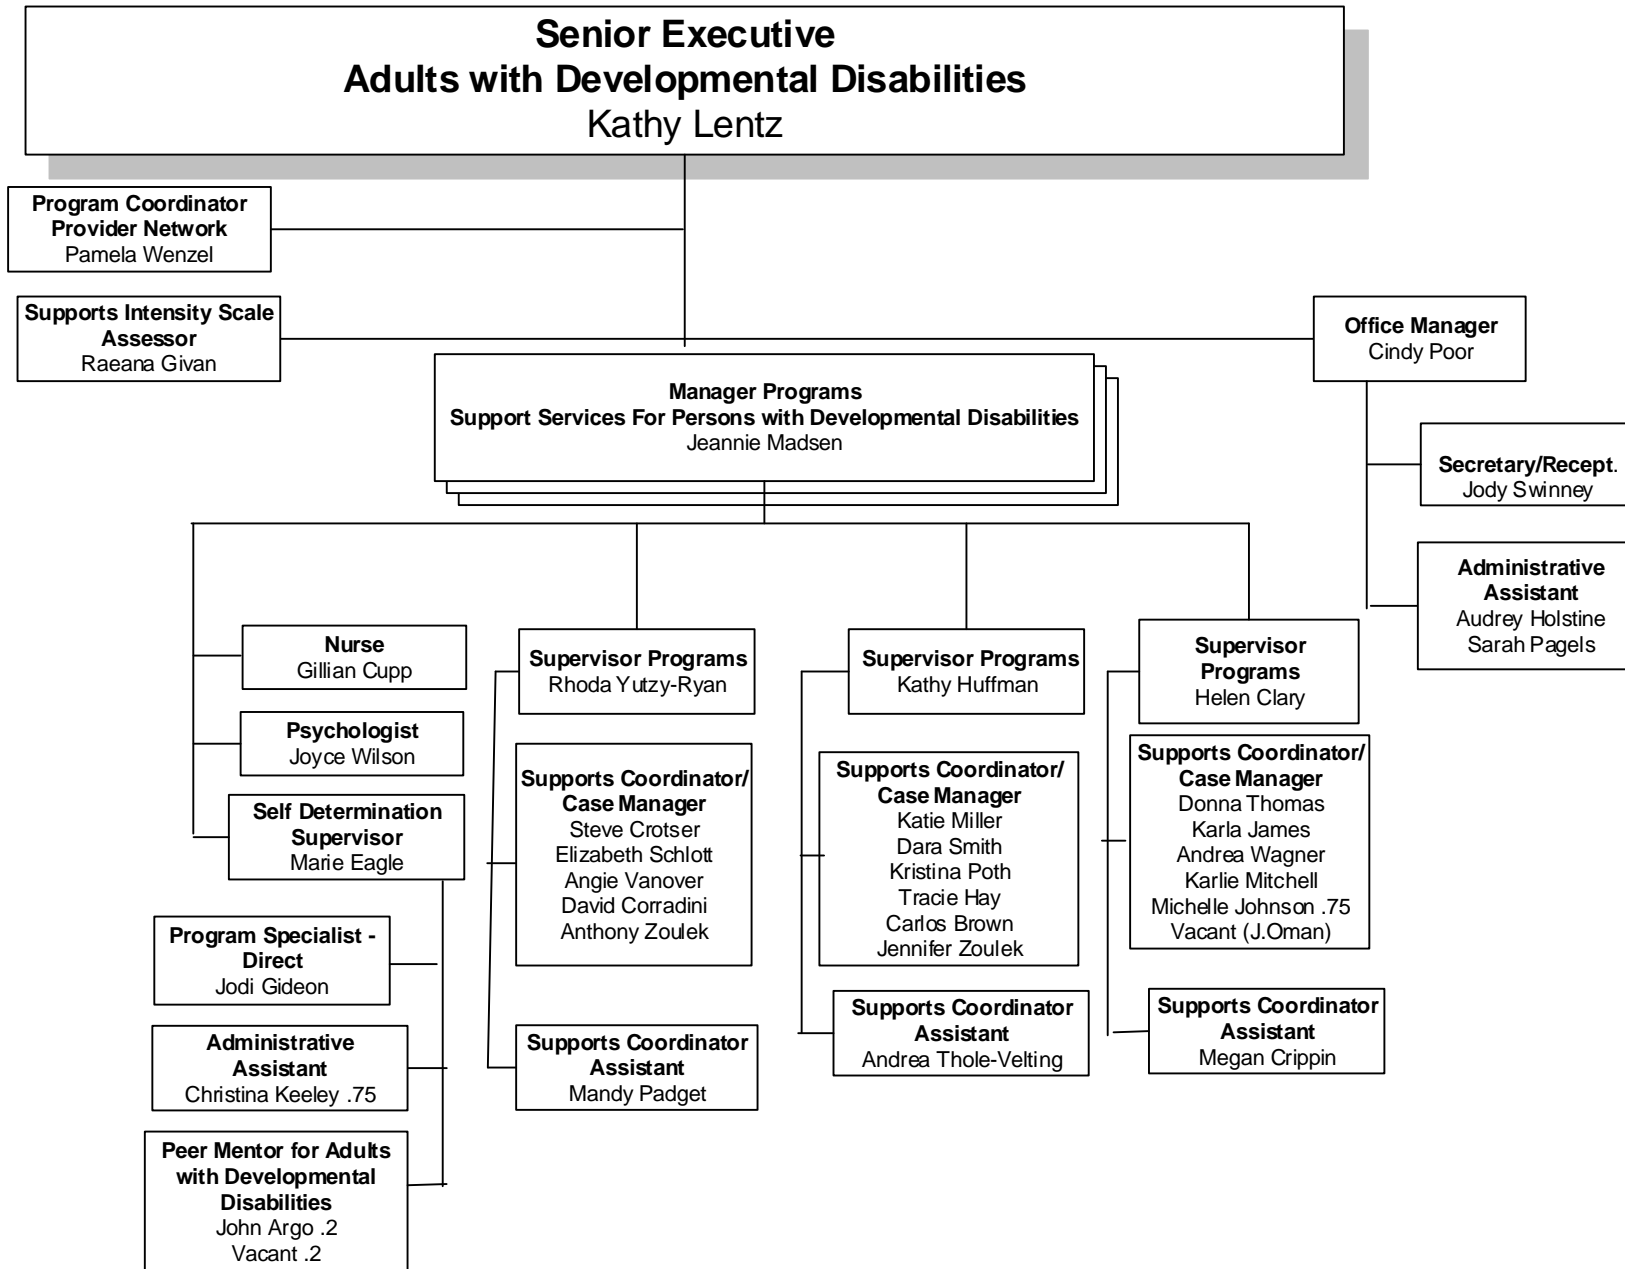 Senior Executive
Adults with Developmental Disabilities
Kathy Lentz
Program Coordinator
Provider Network
Pamela Wenzel
Supports Intensity Scale
Assessor
Raeana Givan
Office Manager
Cindy Poor
Manager Programs
Support Services For Persons with Developmental Disabilities
Jeannie Madsen
Secretary/Recept.
Jody Swinney
Administrative
Assistant
Audrey Holstine
Sarah Pagels
Nurse
Gillian Cupp
Psychologist
Joyce Wilson
Self Determination
Supervisor
Marie Eagle
Program Specialist -
Direct
Jodi Gideon
Administrative
Assistant
Christina Keeley .75
Peer Mentor for Adults
with Developmental
Disabilities
John Argo .2
Vacant .2
Supervisor Programs
Rhoda Yutzy-Ryan
Supports Coordinator/
Case Manager
Steve Crotser
Elizabeth Schlott
Angie Vanover
David Corradini
Anthony Zoulek
Supports Coordinator
Assistant
Mandy Padget
Supervisor Programs
Kathy Huffman
Supports Coordinator/
Case Manager
Katie Miller
Dara Smith
Kristina Poth
Tracie Hay
Carlos Brown
Jennifer Zoulek
Supports Coordinator
Assistant
Andrea Thole-Velting
Supervisor
Programs
Helen Clary
Supports Coordinator/
Case Manager
Donna Thomas
Karla James
Andrea Wagner
Karlie Mitchell
Michelle Johnson .75
Vacant (J.Oman)
Supports Coordinator
Assistant
Megan Crippin